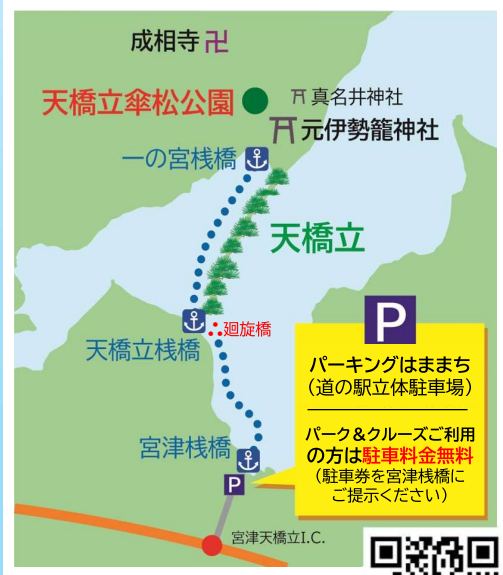 成相寺 卍
天橋立傘松公園
真名井神社
元伊勢籠神社
一の宮桟橋
天橋立
廻旋橋
天橋立桟橋
P
パーキングはままち
（道の駅立体駐車場）
パーク＆クルーズご利用
の方は駐車料金無料
（駐車券を宮津桟橋に
ご提示ください）
宮津桟橋
P
宮津天橋立I.C.